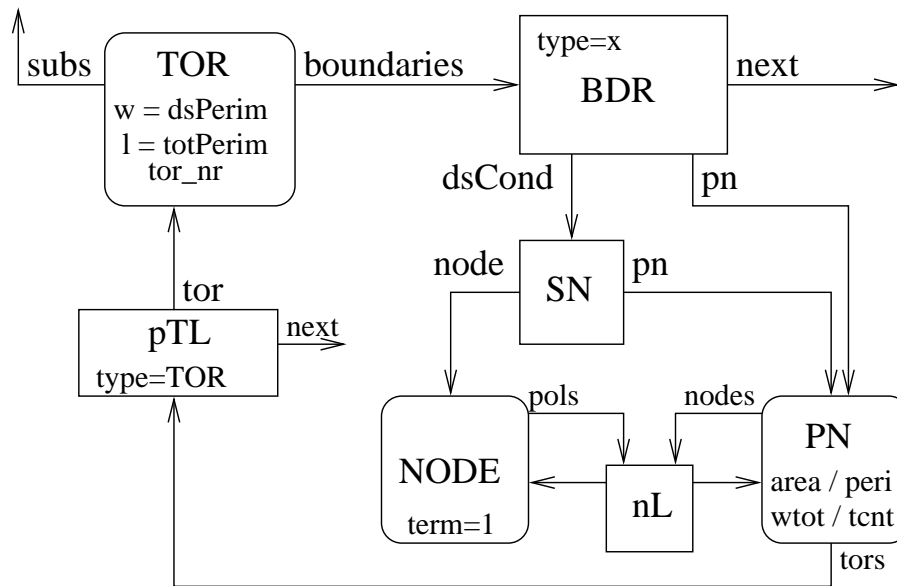 subs
TOR
w = dsPerim
l = totPerim
tor_nr
boundaries
type=x
BDR
next
dsCond
pn
node
SN
pn
tor
pTL
type=TOR
next
pols
nodes
NODE
term=1
nL
PN
area / peri
wtot / tcnt
tors